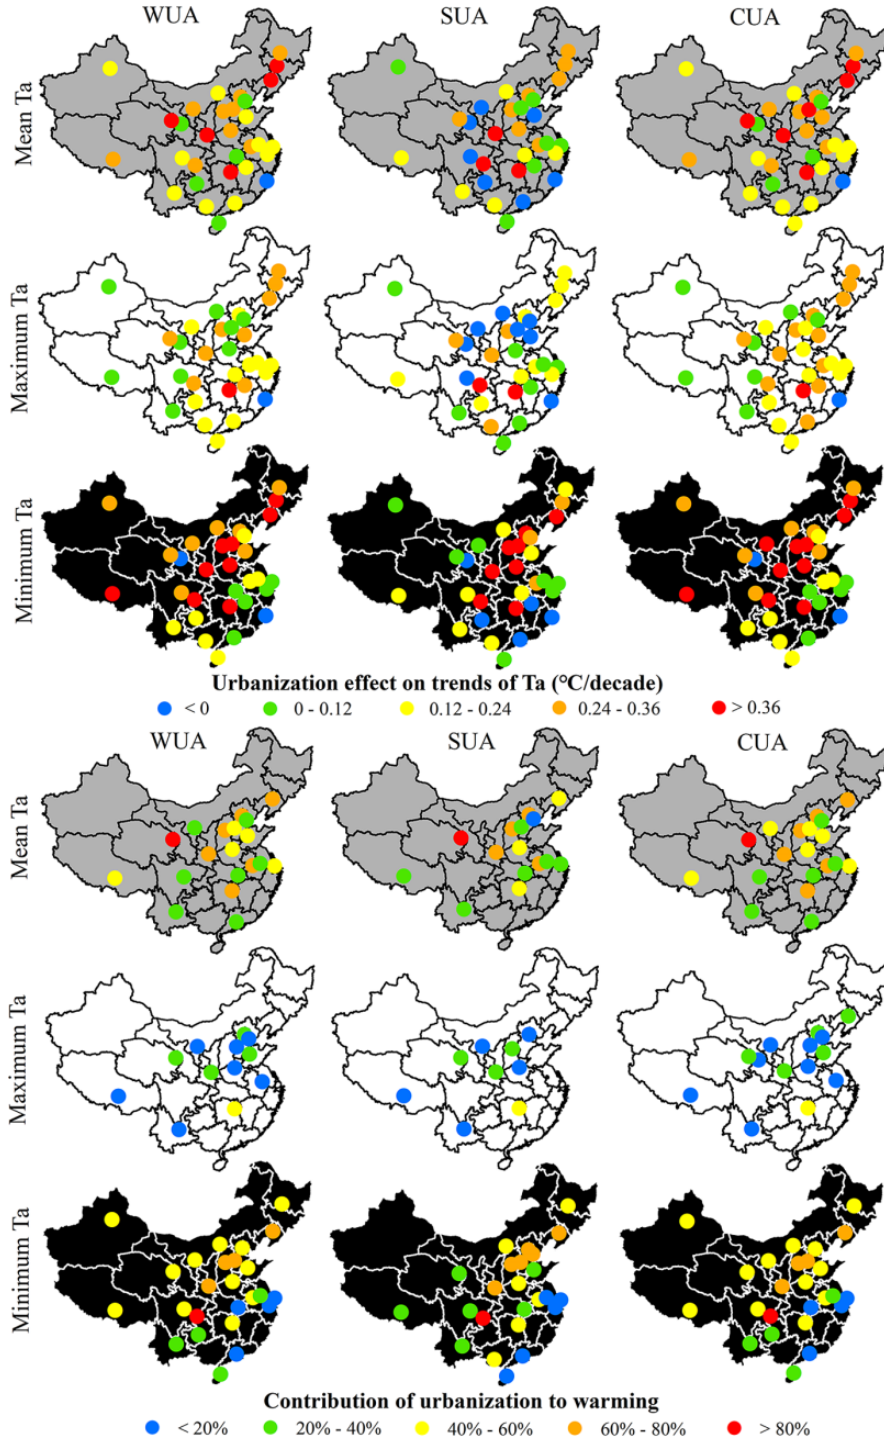 WUA SUA CUA
Mean Ta
Maximum Ta
Minimum Ta
Urbanization effect on trends of Ta (°C/decade)
< 0 0 - 0.12 0.12 - 0.24 0.24 - 0.36 > 0.36
WUA SUA CUA
Mean Ta
Maximum Ta
Minimum Ta
Contribution of urbanization to warming
< 20% 20% - 40% 40% - 60% 60% - 80% > 80%